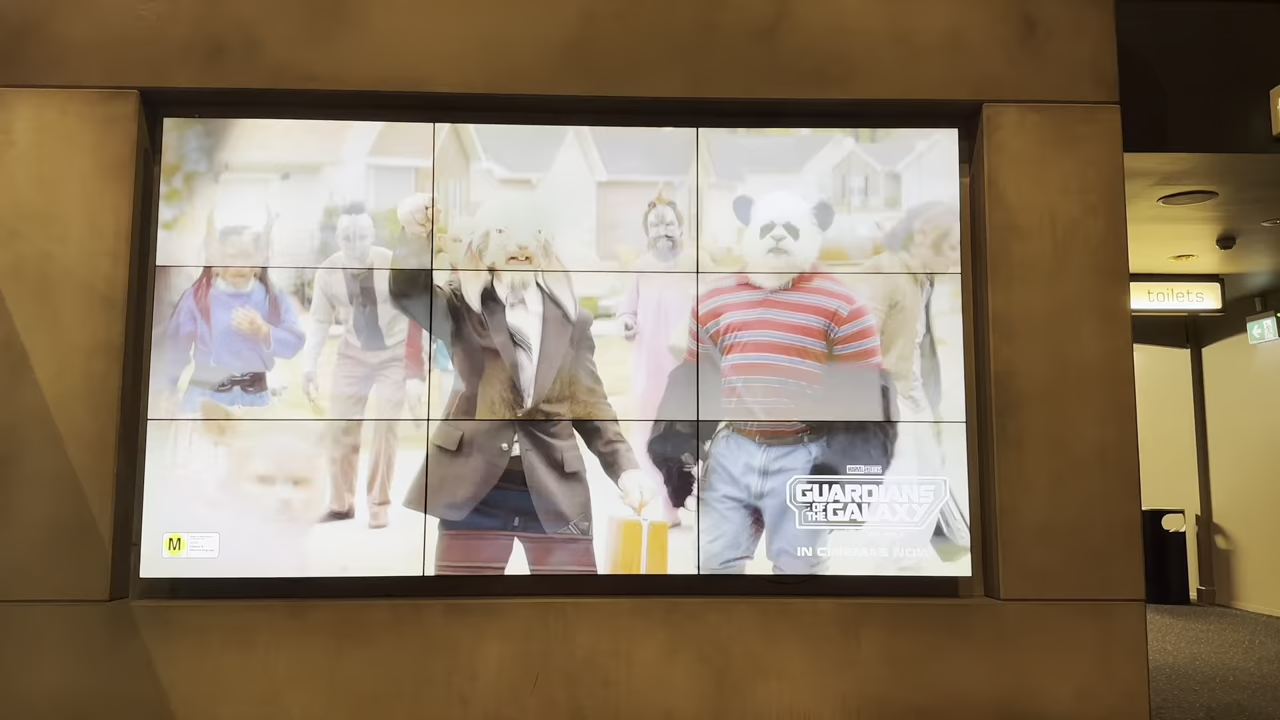 toilets
M
MARVEL STUDIOS
GUARDIANS
OF THE
GALAXY
IN CINEMAS NOW